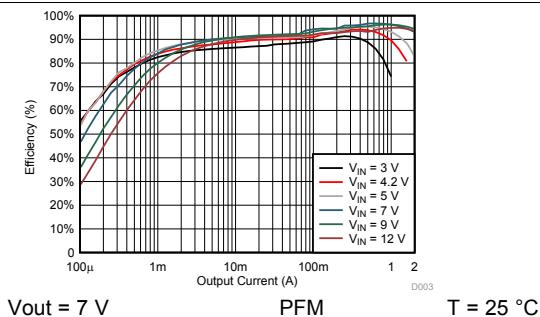 100%
90%
80%
70%
60%
50%
40%
30%
20%
10%
0
Efficiency (%)
V_IN = 3 V
V_IN = 4.2 V
V_IN = 5 V
V_IN = 7 V
V_IN = 9 V
V_IN = 12 V
100µ 1m 10m 100m 1 2
Output Current (A)
D003
Vout = 7 V PFM T = 25 °C